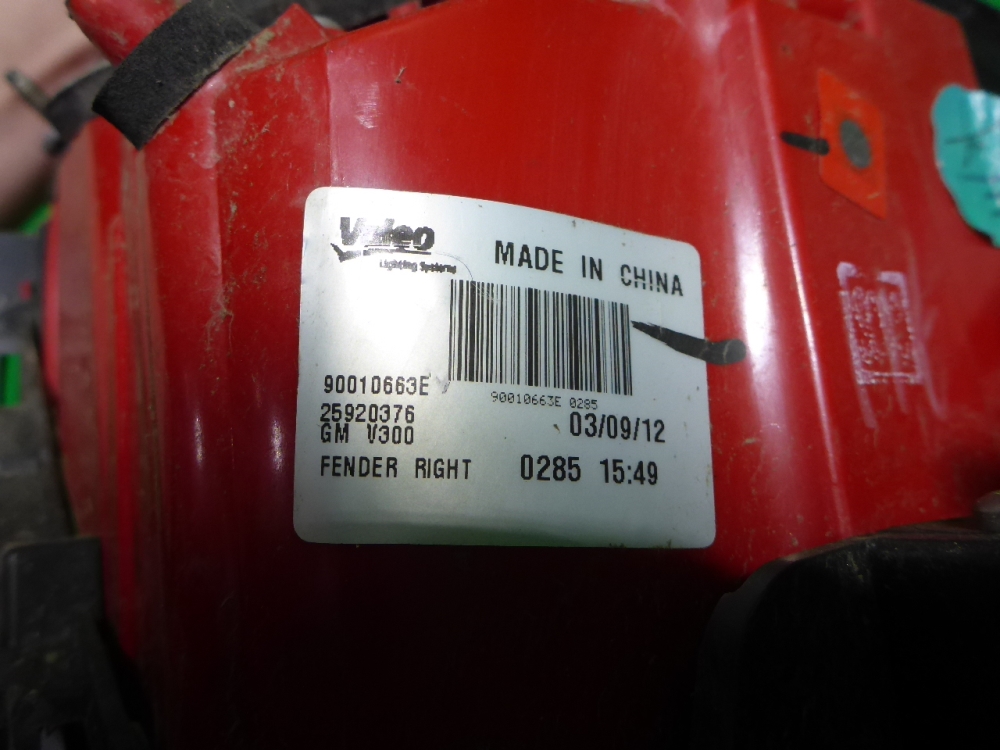 Valeo
Lighting Systems
MADE IN CHINA
90010663E 0285
90010663E
25920376
GM V300
03/09/12
FENDER RIGHT
0285 15:49